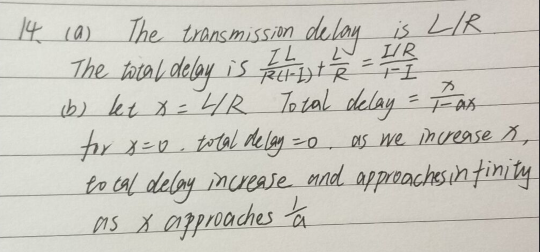 14. (a) The transmission delay is L/R
The total delay is IL/R(1-I) + L/R = I/R/1-I
(b) let x = L/R Total delay = x/1-ax
for x=0. total delay=0. as we increase x,
total delay increase and approaches infinity
as x approaches 1/a